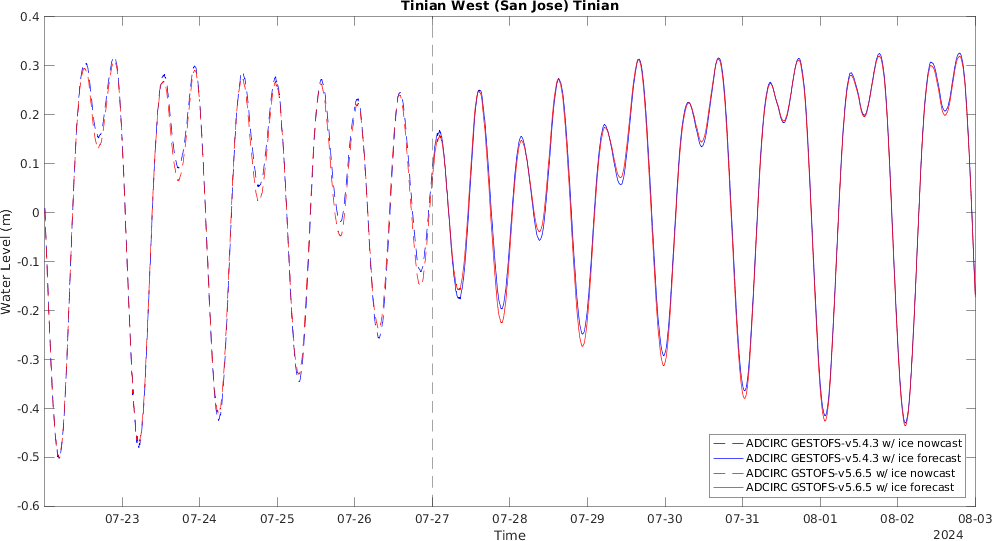 Tinian West (San Jose) Tinian
0.4
0.3
0.2
0.1
0
-0.1
-0.2
-0.3
-0.4
-0.5
-0.6
Water Level (m)
ADCIRC GESTOFS-v5.4.3 w/ ice nowcast
ADCIRC GESTOFS-v5.4.3 w/ ice forecast
ADCIRC GSTOFS-v5.6.5 w/ ice nowcast
ADCIRC GSTOFS-v5.6.5 w/ ice forecast
07-23 07-24 07-25 07-26 07-27 07-28 07-29 07-30 07-31 08-01 08-02 08-03
Time
2024